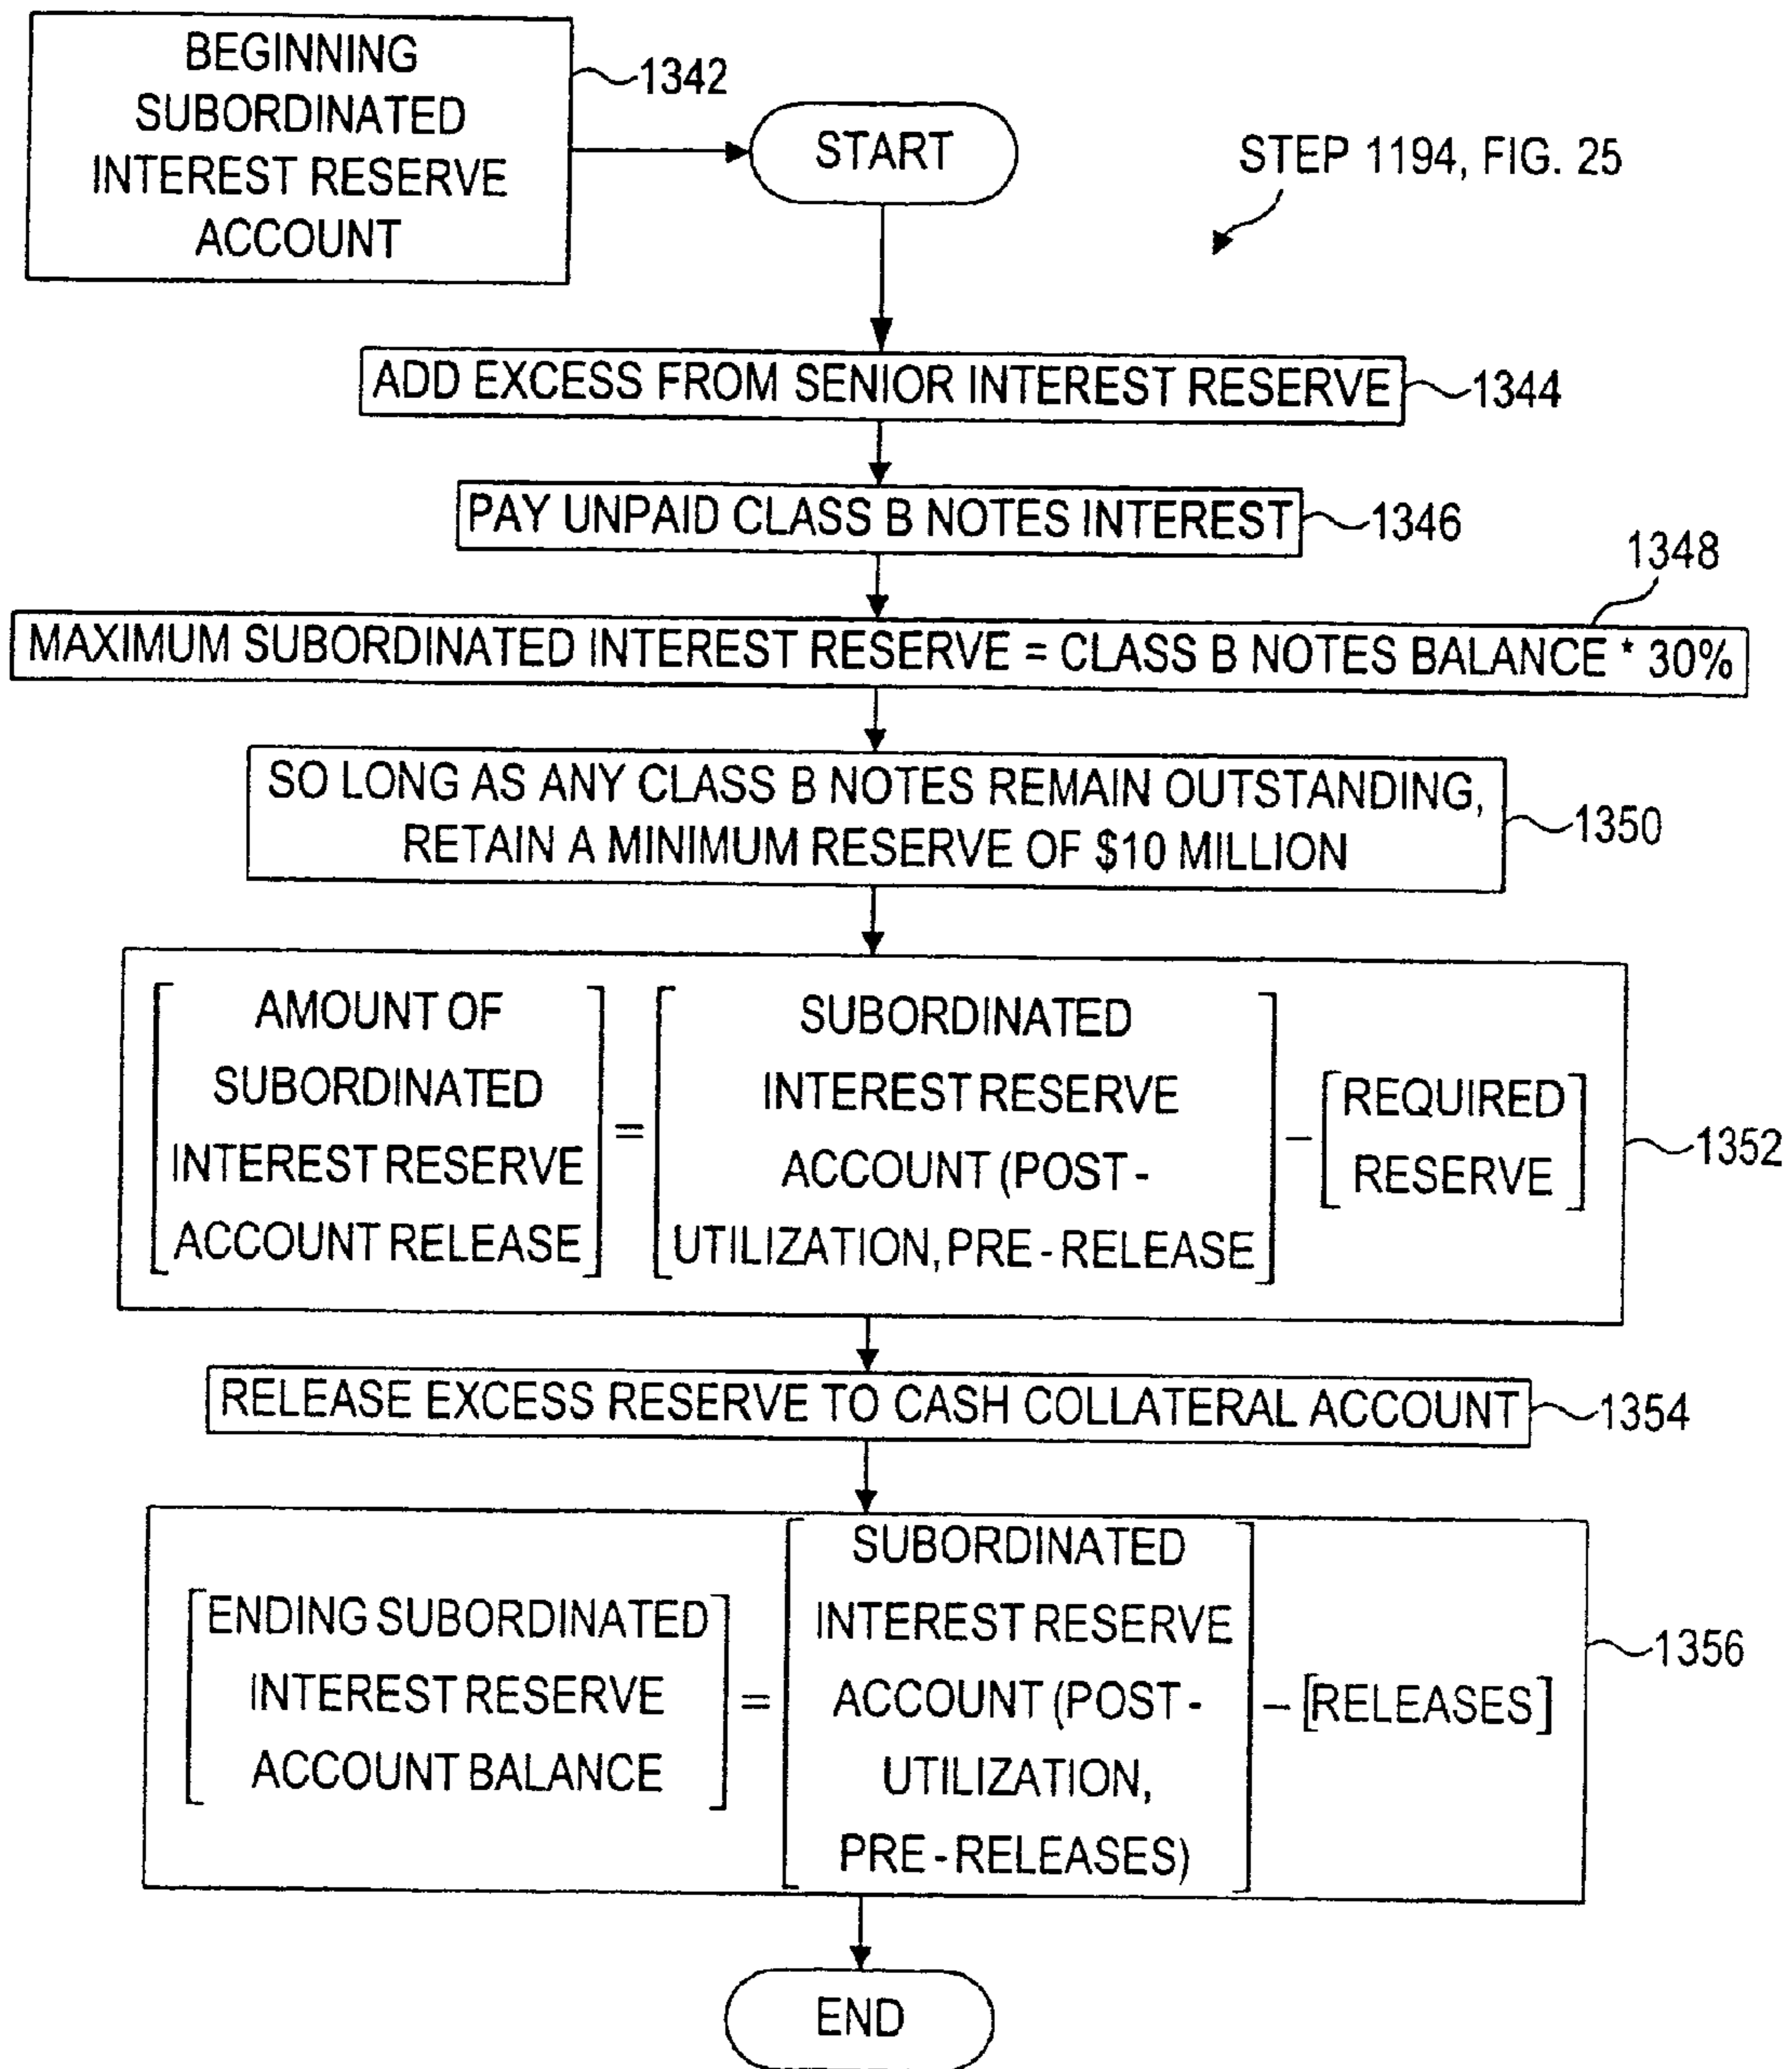 BEGINNING
SUBORDINATED
INTEREST RESERVE
ACCOUNT
1342
START
STEP 1194, FIG. 25
ADD EXCESS FROM SENIOR INTEREST RESERVE
1344
PAY UNPAID CLASS B NOTES INTEREST
1346
1348
MAXIMUM SUBORDINATED INTEREST RESERVE = CLASS B NOTES BALANCE * 30%
SO LONG AS ANY CLASS B NOTES REMAIN OUTSTANDING,
RETAIN A MINIMUM RESERVE OF $10 MILLION
1350
AMOUNT OF
SUBORDINATED
INTEREST RESERVE
ACCOUNT RELEASE
=
SUBORDINATED
INTEREST RESERVE
ACCOUNT (POST -
UTILIZATION, PRE - RELEASE
-
REQUIRED
RESERVE
1352
RELEASE EXCESS RESERVE TO CASH COLLATERAL ACCOUNT
1354
ENDING SUBORDINATED
INTEREST RESERVE
ACCOUNT BALANCE
=
SUBORDINATED
INTEREST RESERVE
ACCOUNT (POST -
UTILIZATION,
PRE - RELEASES)
- [RELEASES]
1356
END